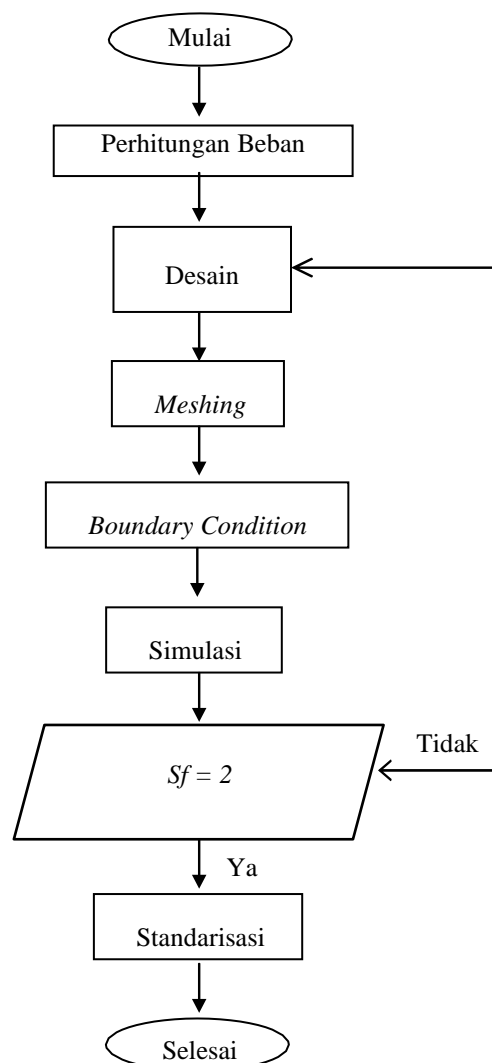 Mulai
Perhitungan Beban
Desain
Meshing
Boundary Condition
Simulasi
Sf = 2
Tidak
Ya
Standarisasi
Selesai